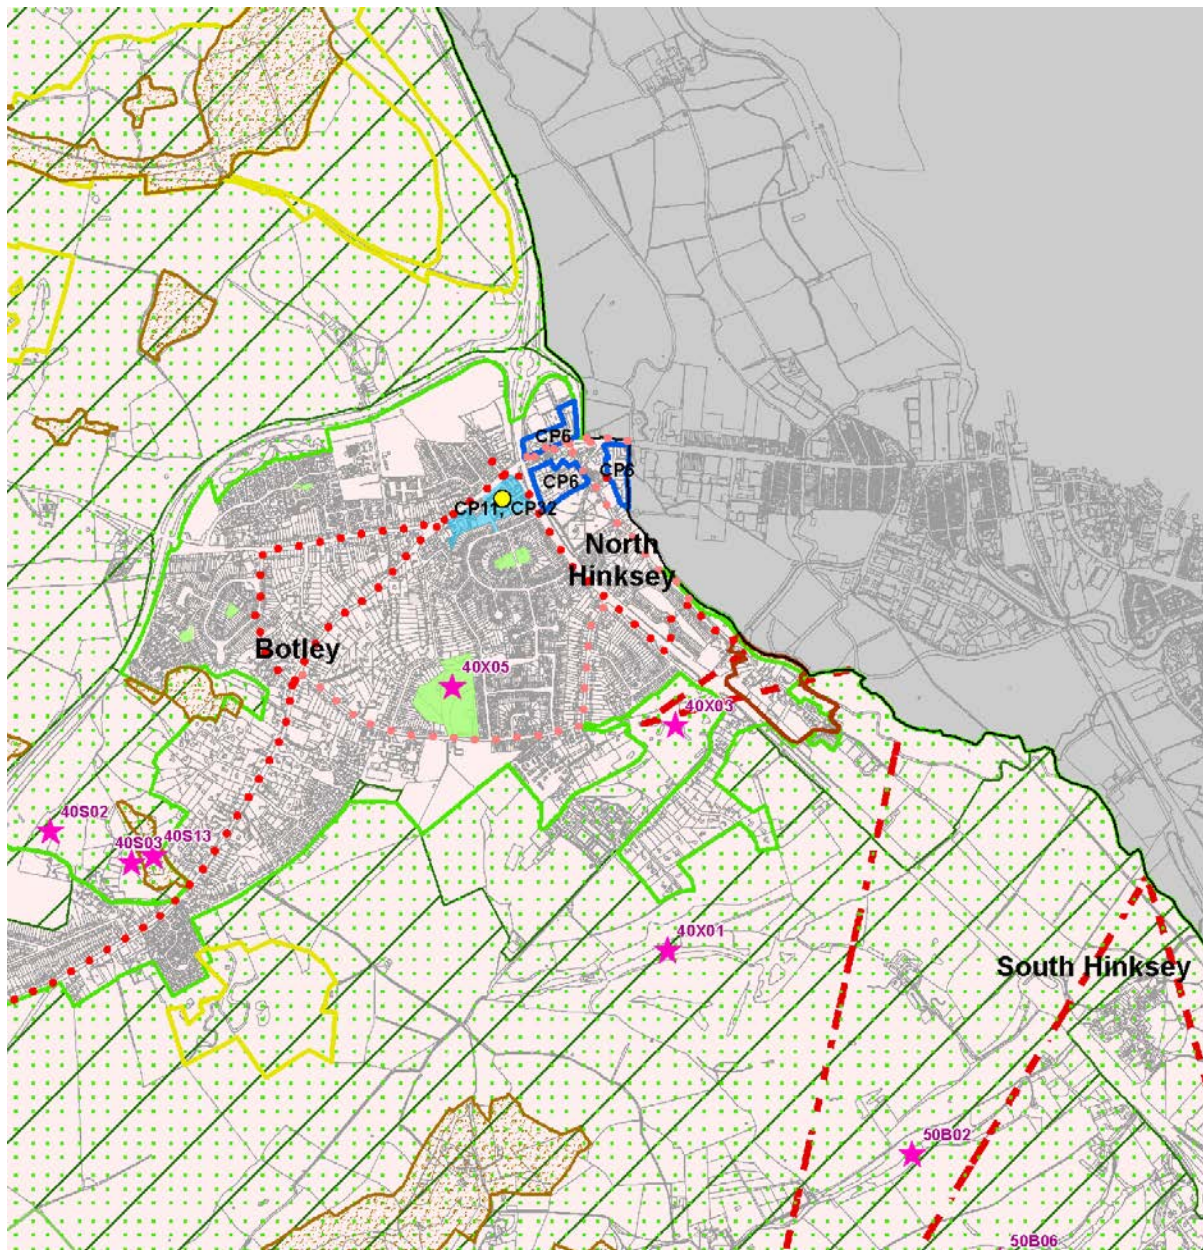 CP6
CP6
CP6
CP11, CP32
North
Hinksey
Botley
40X05
40X03
40S02
40S03
40S13
40X01
South Hinksey
50B02
50B06